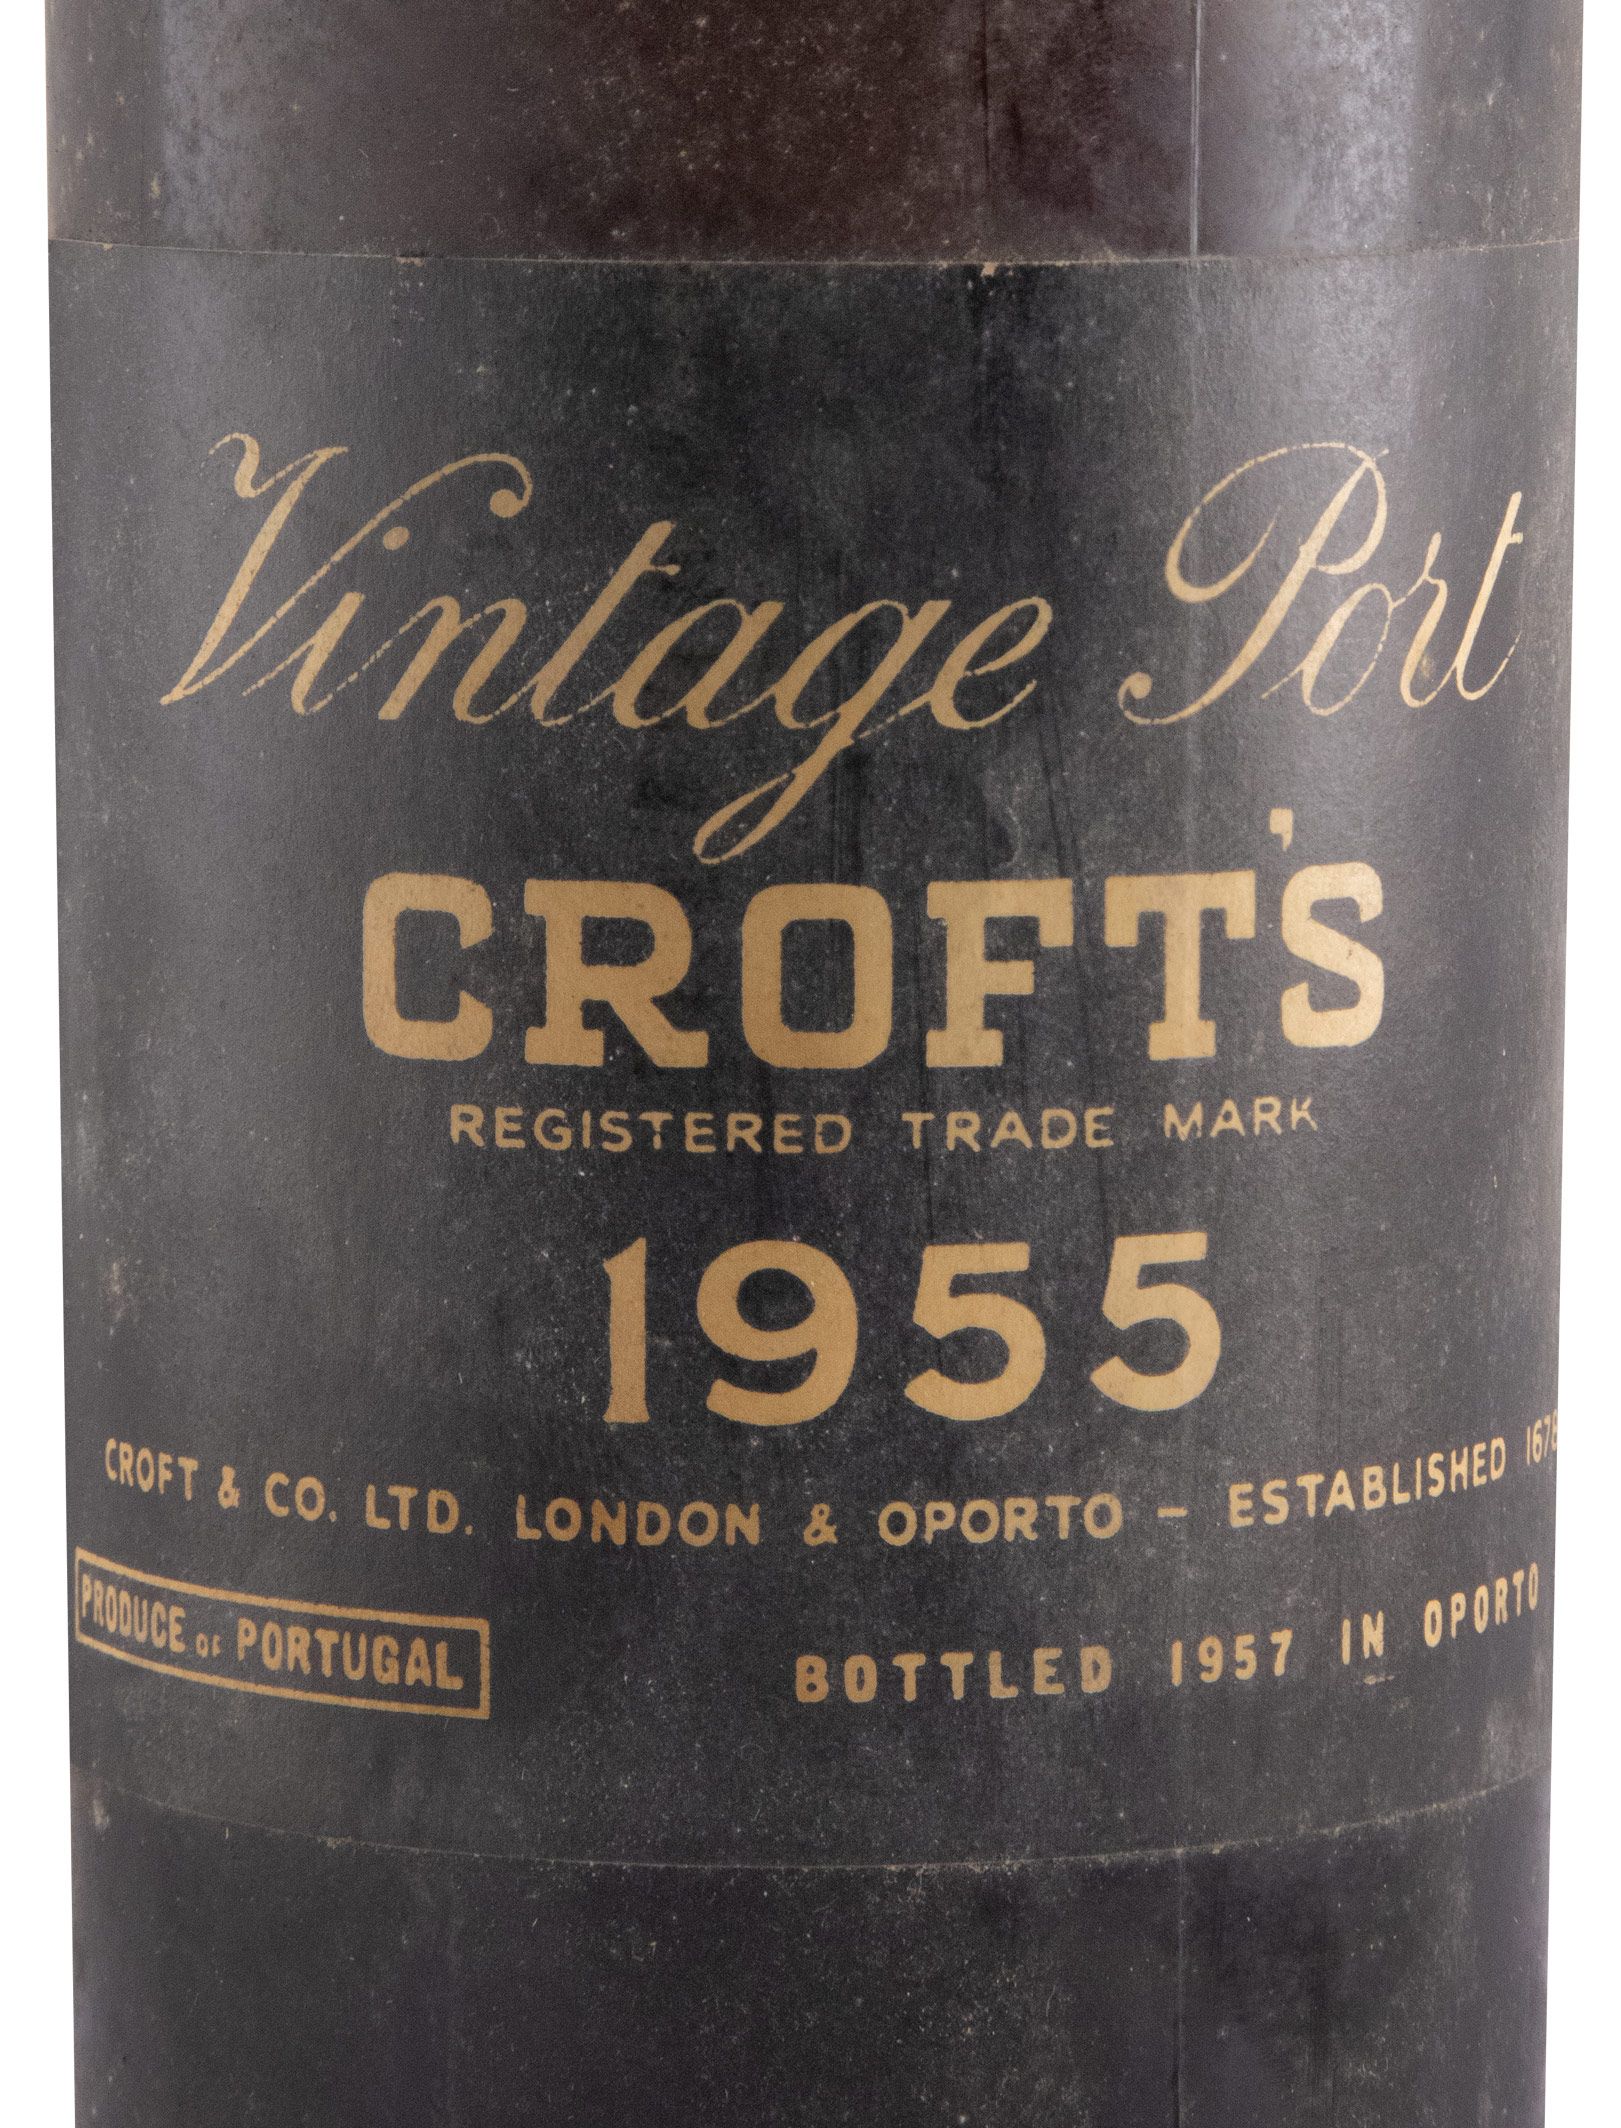 Vintage Port
CROFT'S
REGISTERED TRADE MARK
1955
CROFT & CO. LTD. LONDON & OPORTO – ESTABLISHED 1678
PRODUCE OF PORTUGAL
BOTTLED 1957 IN OPORTO